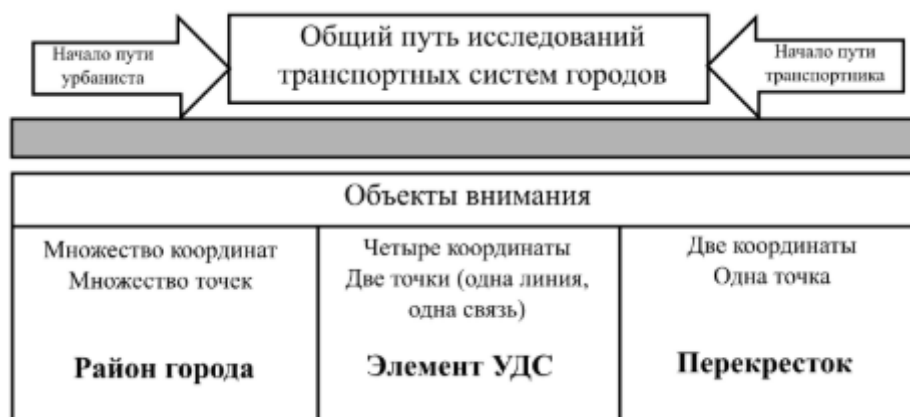 Начало пути
урбаниста
Общий путь исследований
транспортных систем городов
Начало пути
транспортника
Объекты внимания
Множество координат
Множество точек
Район города
Четыре координаты
Две точки (одна линия,
одна связь)
Элемент УДС
Две координаты
Одна точка
Перекресток